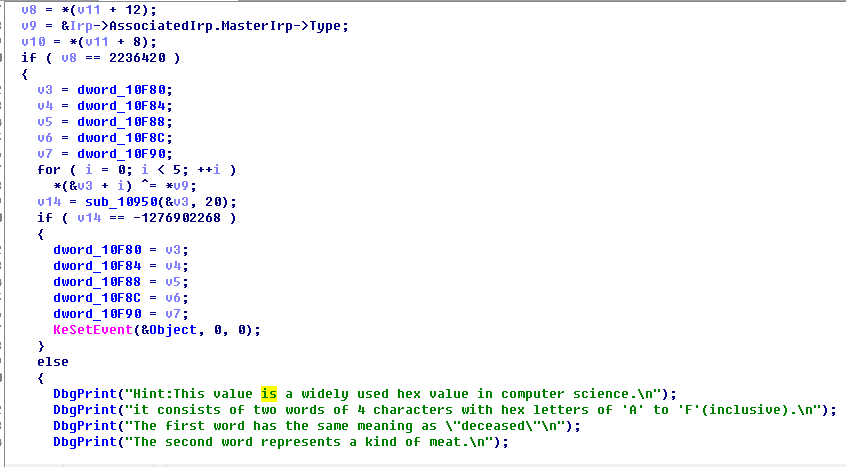 v8 = *(v11 + 12);
v9 = &Irp->AssociatedIrp.MasterIrp->Type;
v10 = *(v11 + 8);
if ( v8 == 2236420 )
{
v3 = dword_10F80;
v4 = dword_10F84;
v5 = dword_10F88;
v6 = dword_10F8C;
v7 = dword_10F90;
for ( i = 0; i < 5; ++i )
*(&v3 + i) ^= *v9;
v14 = sub_10950(&v3, 20);
if ( v14 == -1276902268 )
{
dword_10F80 = v3;
dword_10F84 = v4;
dword_10F88 = v5;
dword_10F8C = v6;
dword_10F90 = v7;
KeSetEvent(&Object, 0, 0);
}
else
{
DbgPrint("Hint:This value is a widely used hex value in computer science.\n");
DbgPrint("it consists of two words of 4 characters with hex letters of 'A' to 'F'(inclusive).\n");
DbgPrint("The first word has the same meaning as \"deceased\"\n");
DbgPrint("The second word represents a kind of meat.\n");